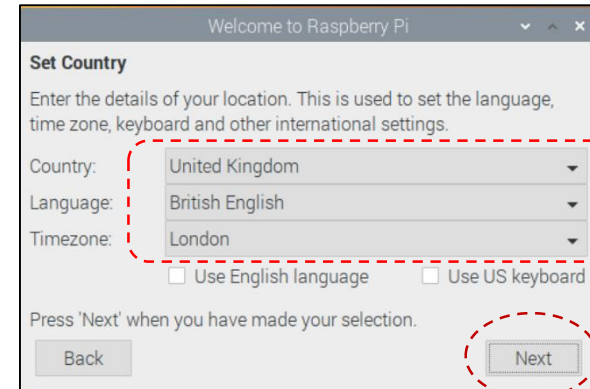 Welcome to Raspberry Pi
Set Country
Enter the details of your location. This is used to set the language,
time zone, keyboard and other international settings.
Country: United Kingdom
Language: British English
Timezone: London
Use English language Use US keyboard
Press 'Next' when you have made your selection.
Back Next